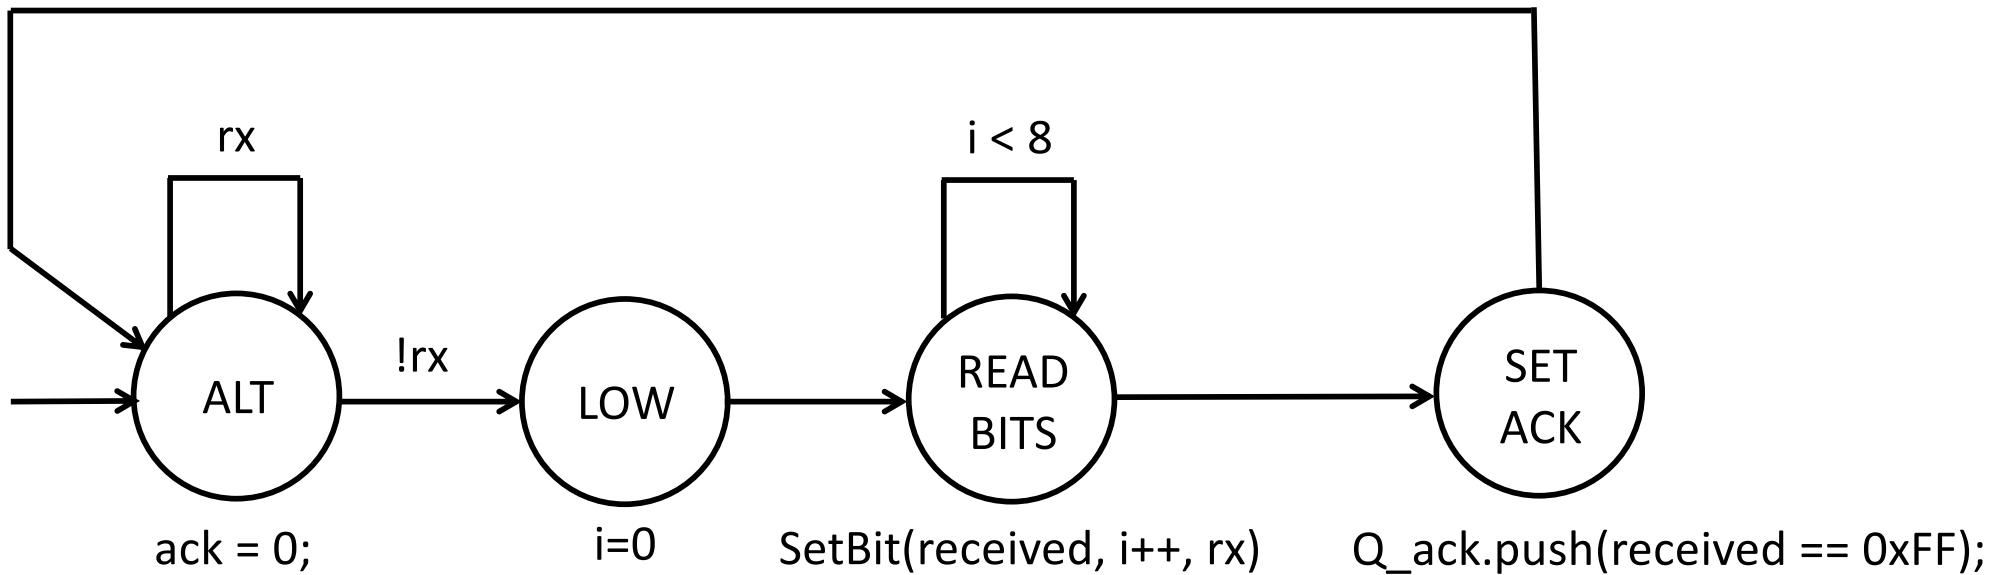 rx
i < 8
!rx
ALT
LOW
READ
BITS
SET
ACK
ack = 0;
i=0
SetBit(received, i++, rx)
Q_ack.push(received == 0xFF);